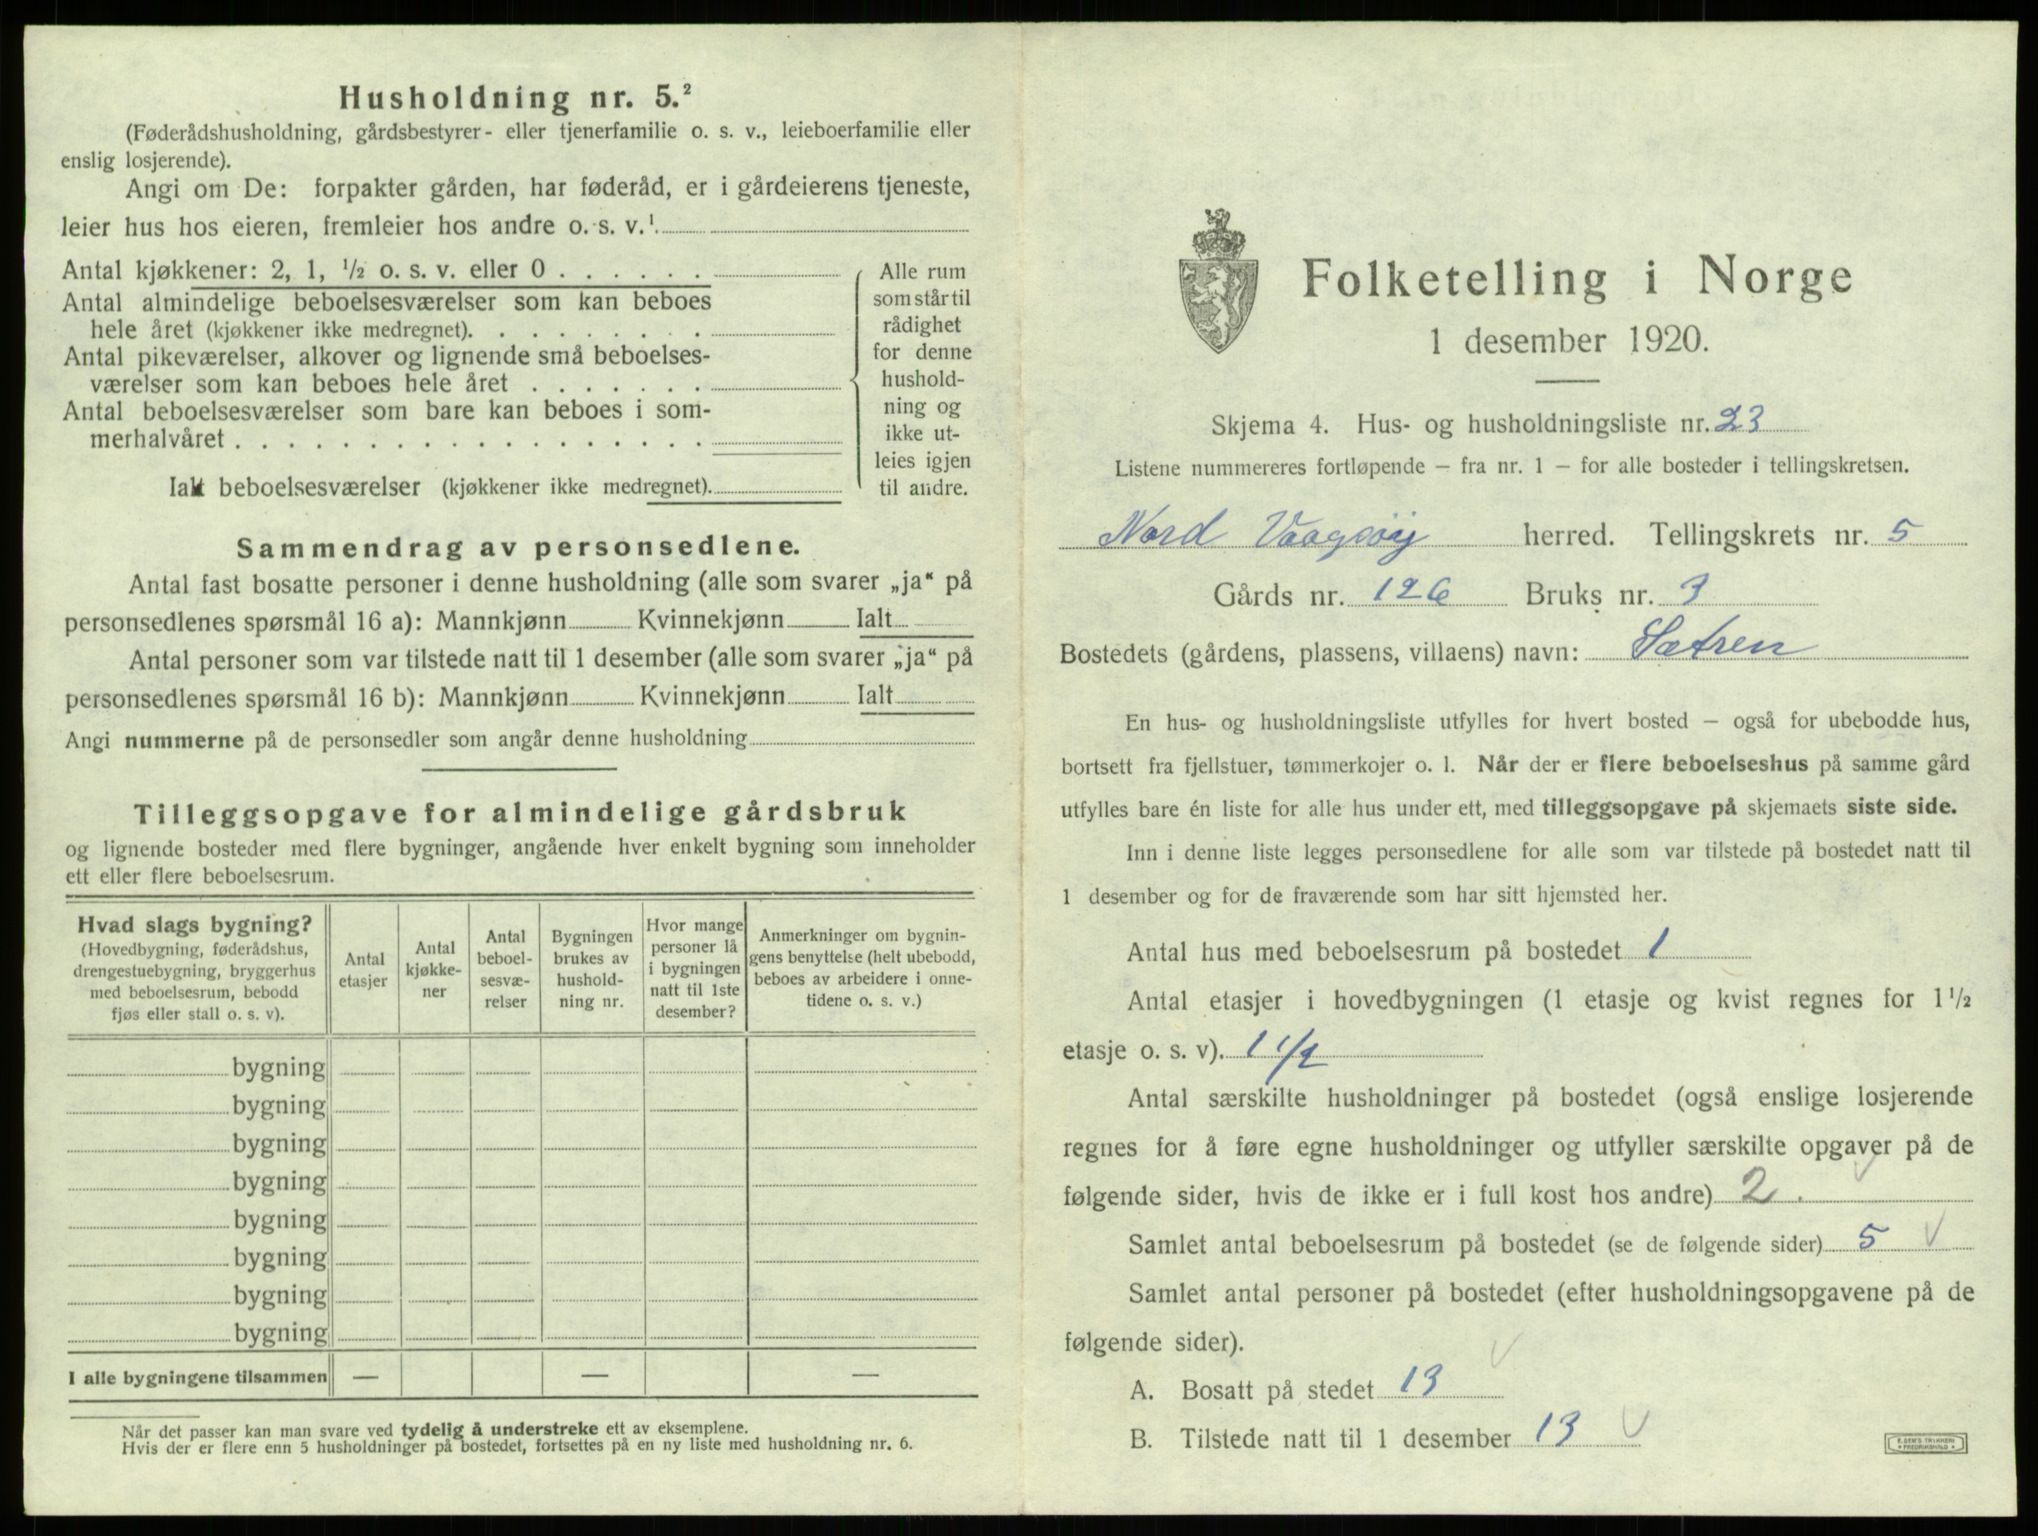 Husholdning nr. 5.²
(Føderådshusholdning, gårdsbestyrer- eller tjenerfamilie o. s. v., leieboerfamilie eller
enslig losjerende).
Angi om De: forpakter gården, har føderåd, er i gårdeierens tjeneste,
leier hus hos eieren, fremleier hos andre o. s. v.¹
Antal kjøkkener: 2, 1, ½ o. s. v. eller 0 . . . . . .
Antal almindelige beboelsesværelser som kan beboes
hele året (kjøkkener ikke medregnet). . . . . . . . .
Antal pikeværelser, alkover og lignende små beboelses-
værelser som kan beboes hele året . . . . . . .
Antal beboelsesværelser som bare kan beboes i som-
merhalvåret . . . . . . . . . . . . . . . . . .
Ialt beboelsesværelser (kjøkkener ikke medregnet).
Alle rum
som står til
rådighet
for denne
hushold-
ning og
ikke ut-
leies igjen
til andre.
Sammendrag av personsedlene.
Antal fast bosatte personer i denne husholdning (alle som svarer „ja“ på
personsedlenes spørsmål 16 a): Mannkjønn Kvinnekjønn Ialt
Antal personer som var tilstede natt til 1 desember (alle som svarer „ja“ på
personsedlenes spørsmål 16 b): Mannkjønn Kvinnekjønn Ialt
Angi nummerne på de personsedler som angår denne husholdning
Tilleggsopgave for almindelige gårdsbruk
og lignende bosteder med flere bygninger, angående hver enkelt bygning som inneholder
ett eller flere beboelsesrum.
Hvad slags bygning?
(Hovedbygning, føderådshus,
drengestuebygning, bryggerhus
med beboelsesrum, bebodd
fjøs eller stall o. s. v).
Antal
etasjer
Antal
kjøkke-
ner
Antal
beboel-
sesvæ-
relser
Bygningen
brukes av
hushold-
ning nr.
Hvor mange
personer lå
i bygningen
natt til 1ste
desember?
Anmerkninger om bygnin-
gens benyttelse (helt ubebodd,
beboes av arbeidere i onne-
tidene o. s. v.)
bygning
bygning
bygning
bygning
bygning
bygning
bygning
bygning
I alle bygningene tilsammen — — —
Når det passer kan man svare ved tydelig å understreke ett av eksemplene.
Hvis der er flere enn 5 husholdninger på bostedet, fortsettes på en ny liste med husholdning nr. 6.
Folketelling i Norge
1 desember 1920.
Skjema 4. Hus- og husholdningsliste nr. 23
Listene nummereres fortløpende – fra nr. 1 – for alle bosteder i tellingskretsen.
Nord Vaagsøy herred. Tellingskrets nr. 5
Gårds nr. 126 Bruks nr. 3
Bostedets (gårdens, plassens, villaens) navn: Sætren
En hus- og husholdningsliste utfylles for hvert bosted – også for ubebodde hus,
bortsett fra fjellstuer, tømmerkojer o. l. Når der er flere beboelseshus på samme gård
utfylles bare én liste for alle hus under ett, med tilleggsopgave på skjemaets siste side.
Inn i denne liste legges personsedlene for alle som var tilstede på bostedet natt til
1 desember og for de fraværende som har sitt hjemsted her.
Antal hus med beboelsesrum på bostedet 1
Antal etasjer i hovedbygningen (1 etasje og kvist regnes for 1½
etasje o. s. v). 1 1/2
Antal særskilte husholdninger på bostedet (også enslige losjerende
regnes for å føre egne husholdninger og utfyller særskilte opgaver på de
følgende sider, hvis de ikke er i full kost hos andre) 2.
Samlet antal beboelsesrum på bostedet (se de følgende sider) 5
Samlet antal personer på bostedet (efter husholdningsopgavene på de
følgende sider).
A. Bosatt på stedet 13
B. Tilstede natt til 1 desember 13
E. SEM'S TRYKKERI
FREDRIKSHALD